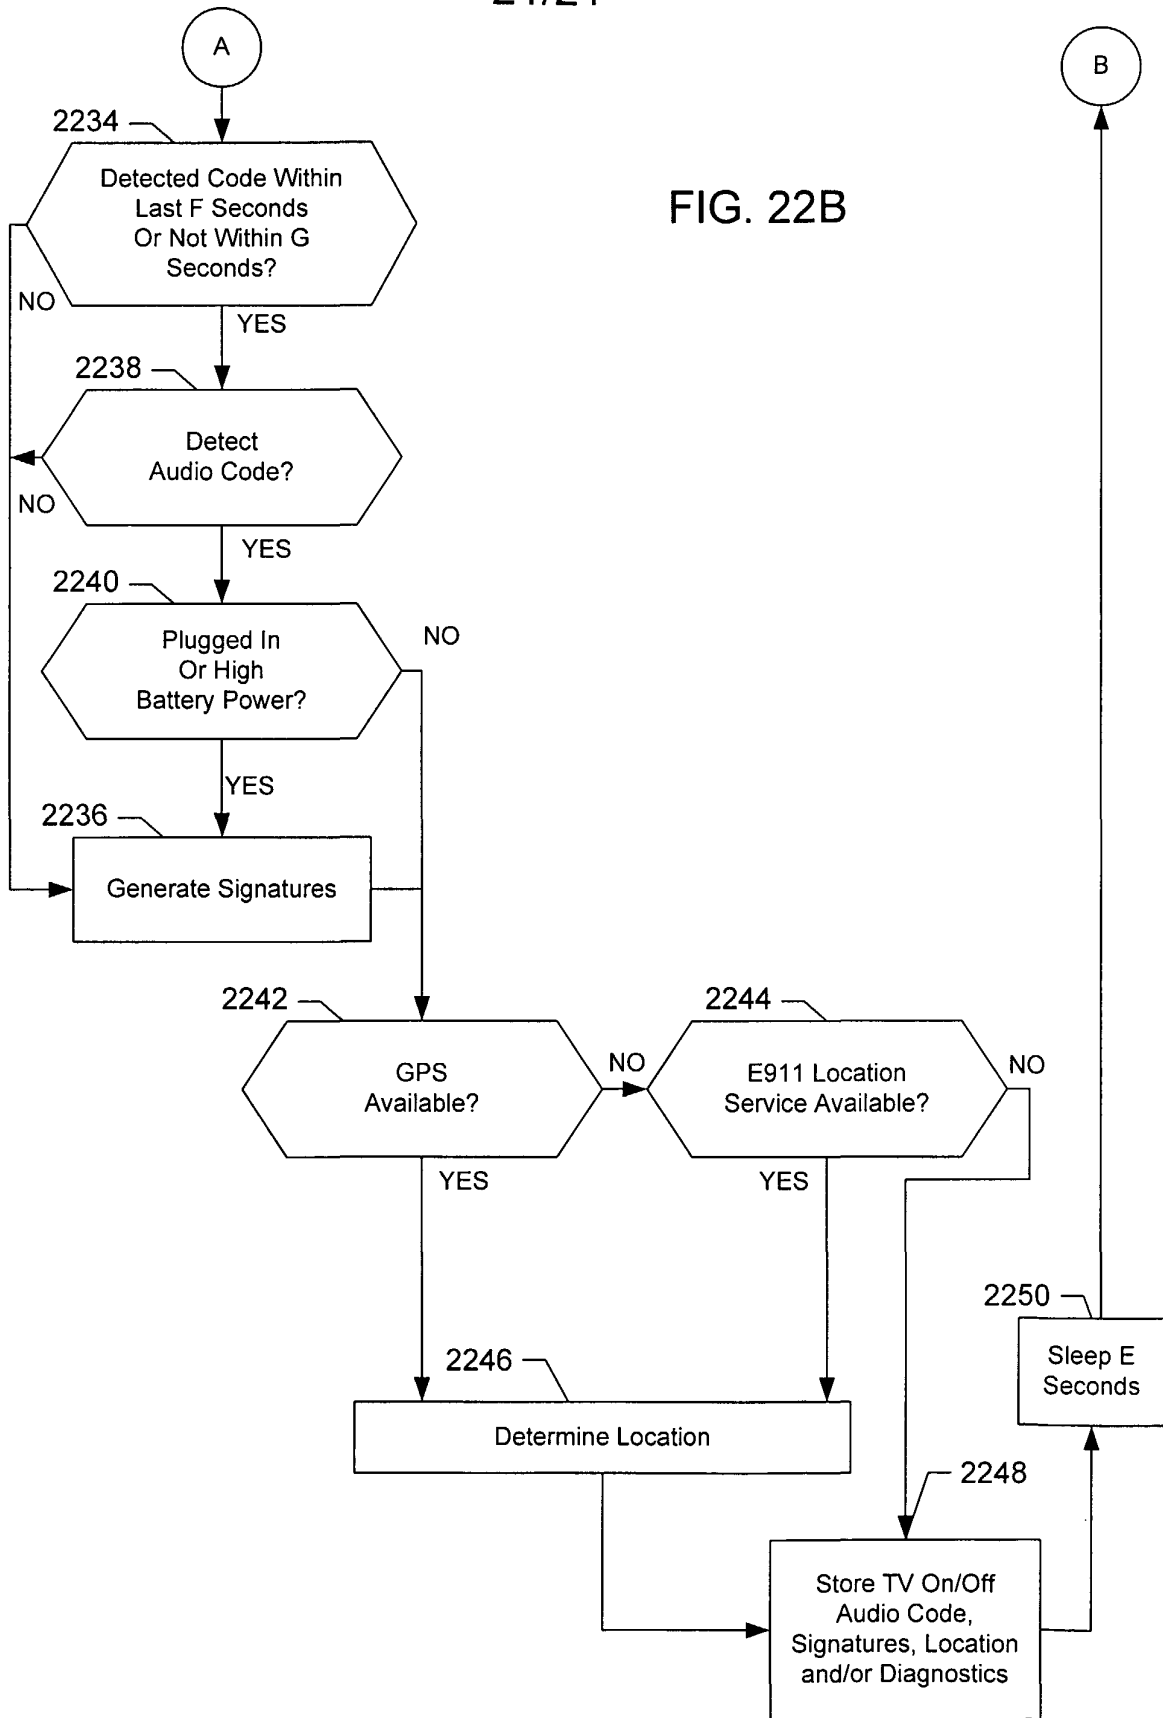 21/21
A
B
2234
Detected Code Within
Last F Seconds
Or Not Within G
Seconds?
FIG. 22B
NO
YES
2238
Detect
Audio Code?
NO
YES
2240
Plugged In
Or High
Battery Power?
NO
YES
2236
Generate Signatures
2242
GPS
Available?
NO
2244
E911 Location
Service Available?
NO
YES
YES
2250
Sleep E
Seconds
2246
Determine Location
2248
Store TV On/Off
Audio Code,
Signatures, Location
and/or Diagnostics